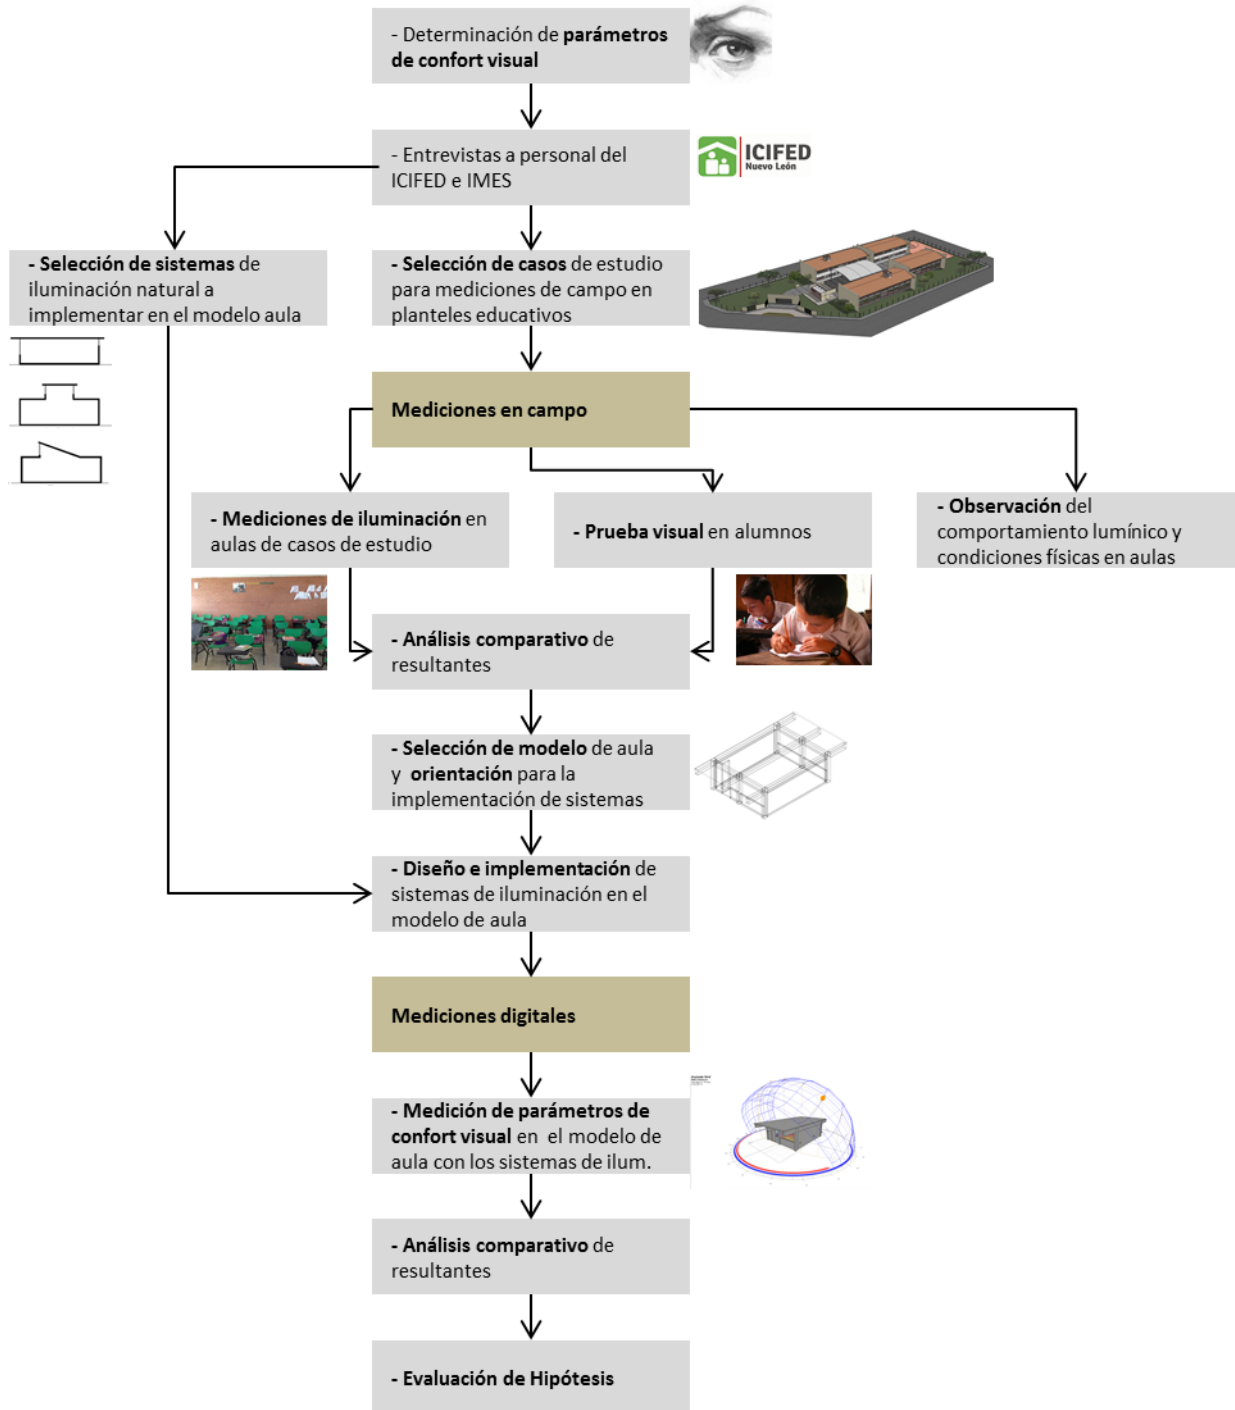 - Determinación de parámetros
de confort visual
- Entrevistas a personal del
ICIFED e IMES
ICIFED
Nuevo León
- Selección de sistemas de
iluminación natural a
implementar en el modelo aula
- Selección de casos de estudio
para mediciones de campo en
planteles educativos
Mediciones en campo
- Mediciones de iluminación en
aulas de casos de estudio
- Prueba visual en alumnos
- Observación del
comportamiento lumínico y
condiciones físicas en aulas
- Análisis comparativo de
resultantes
- Selección de modelo de aula
y orientación para la
implementación de sistemas
- Diseño e implementación de
sistemas de iluminación en el
modelo de aula
Mediciones digitales
- Medición de parámetros de
confort visual en el modelo de
aula con los sistemas de ilum.
- Análisis comparativo de
resultantes
- Evaluación de Hipótesis